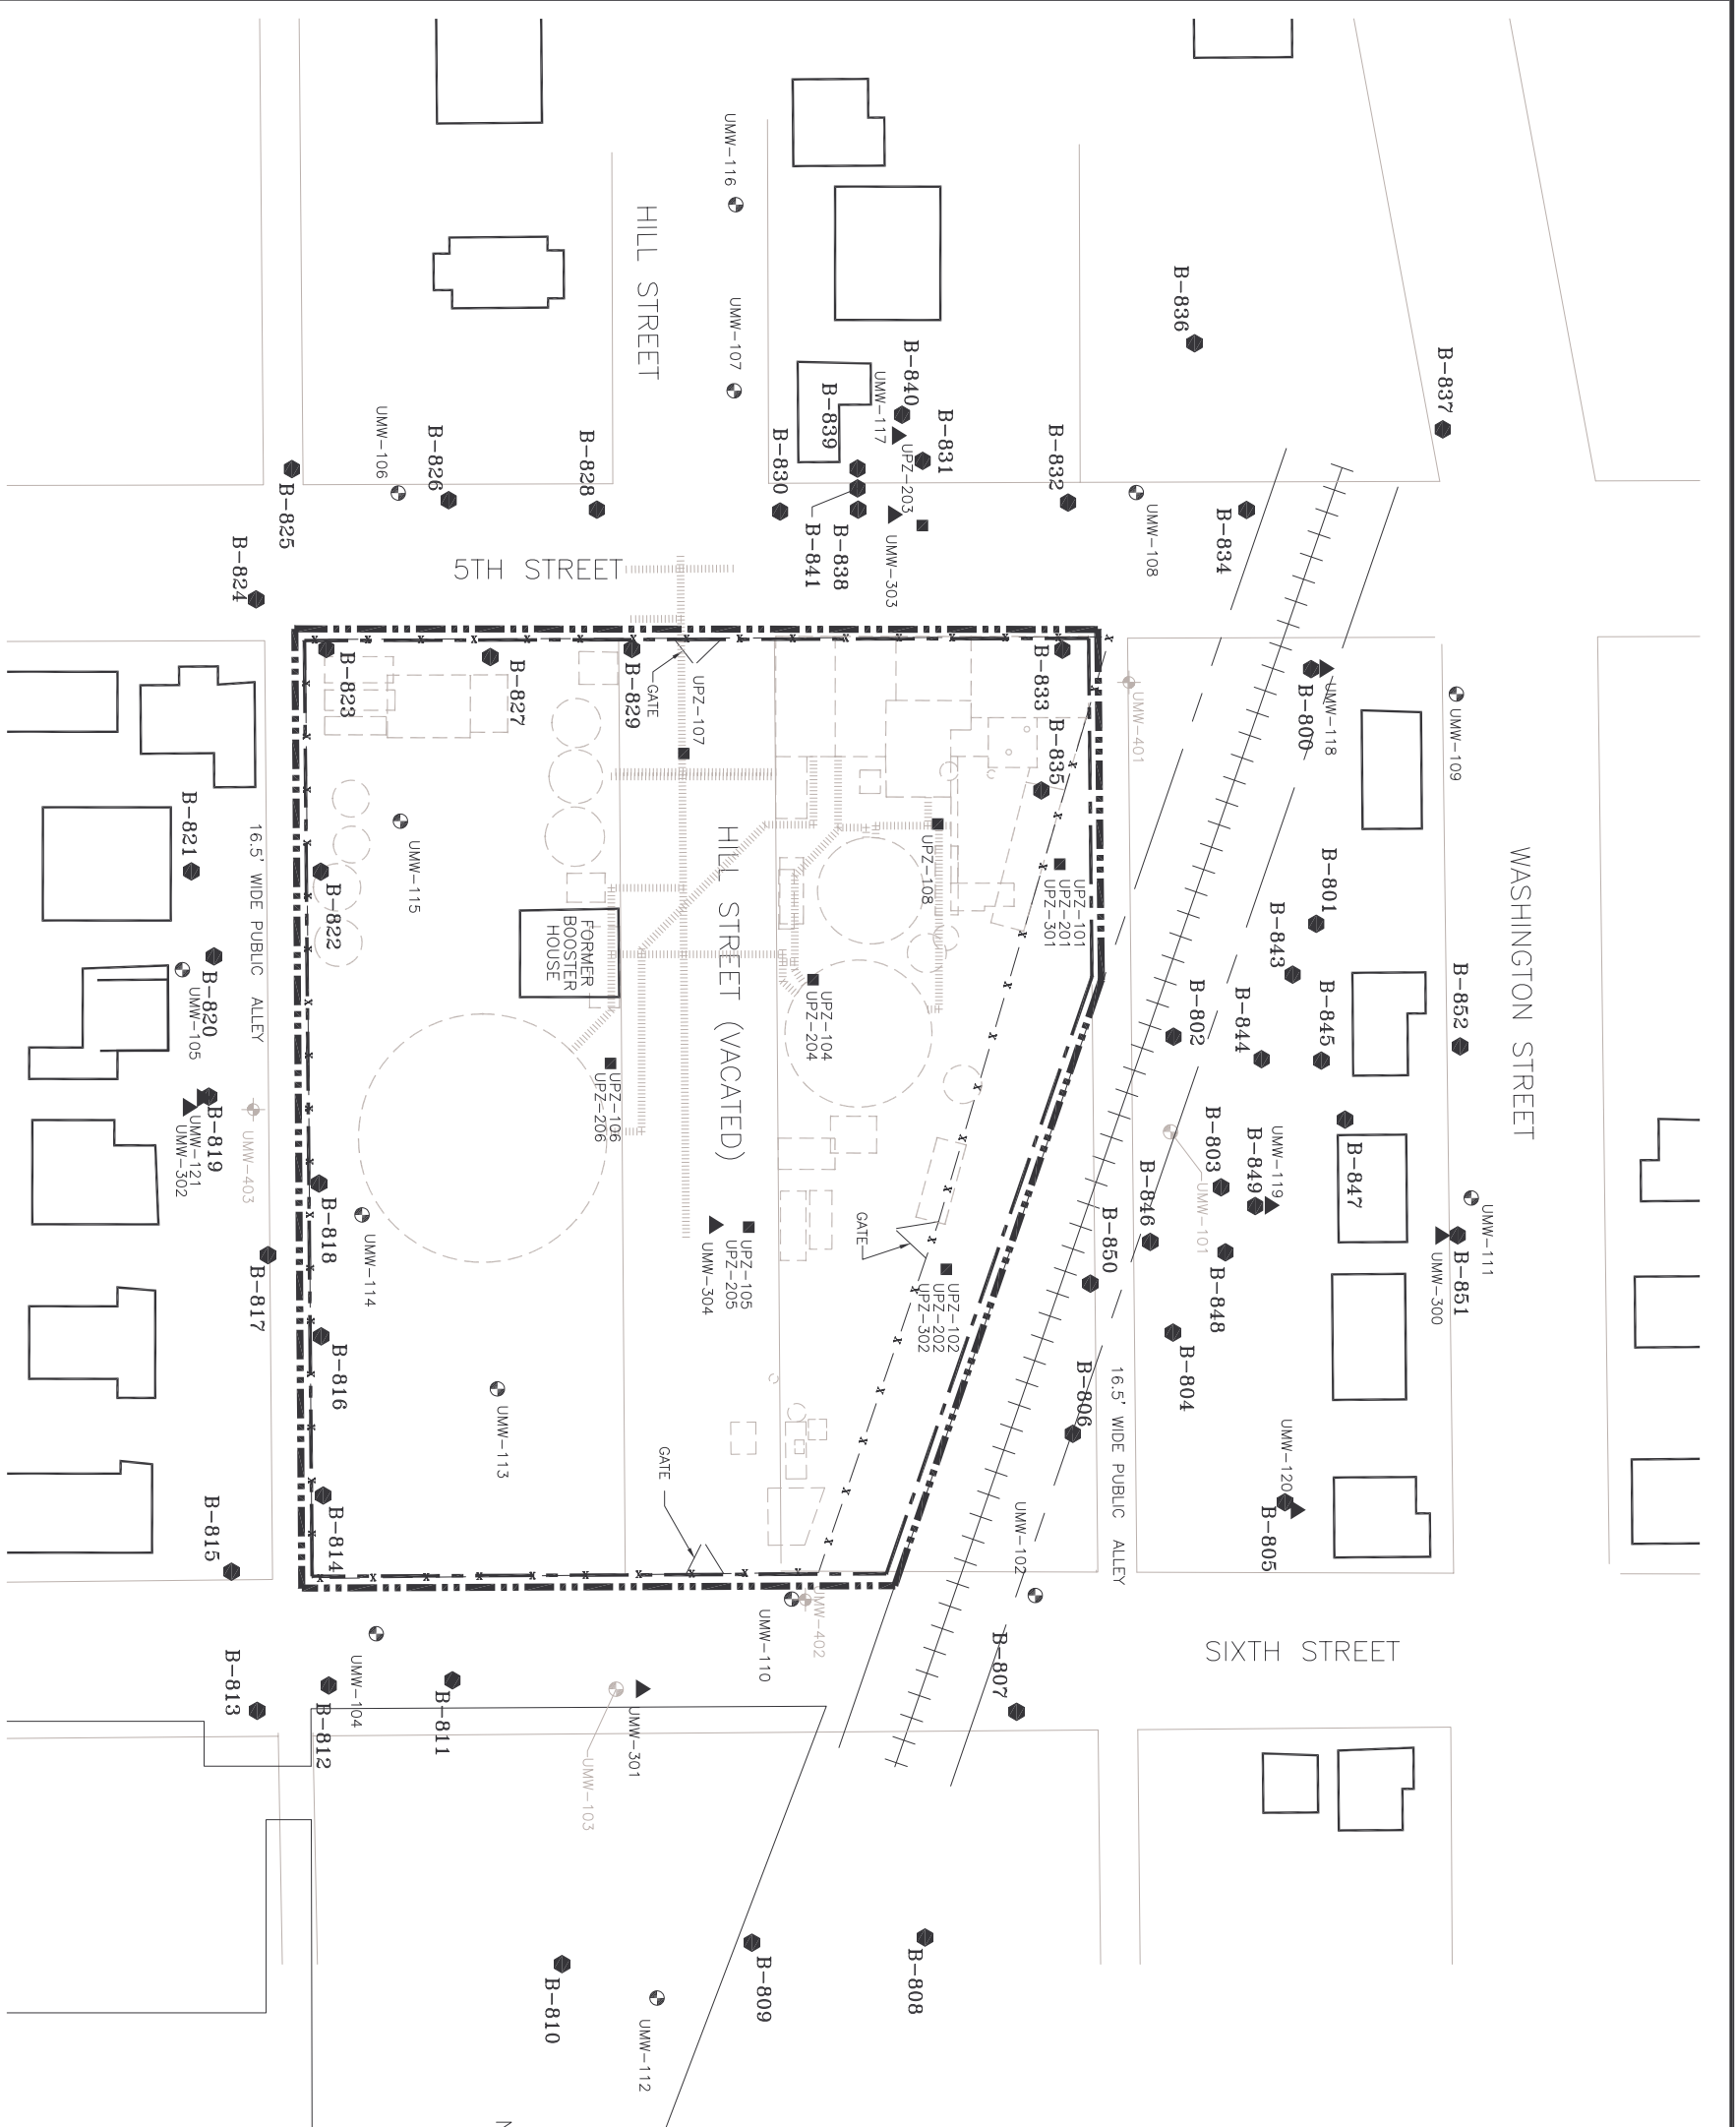 UMW-116
HILL STREET
UMW-107
B-836
B-837
B-840
UMW-117
B-839
B-831
UPZ-203
UMW-106
B-826
B-828
B-830
B-832
B-825
B-824
B-841
B-838
UMW-303
UMW-108
B-834
5TH STREET
B-823
B-827
B-829
GATE
UPZ-107
B-833
B-835
UMW-401
B-800
UMW-118
UMW-109
B-821
16.5' WIDE PUBLIC ALLEY
B-822
UMW-115
FORMER
BOOSTER
HOUSE
HILL STREET (VACATED)
UPZ-108
UPZ-101
UPZ-201
UPZ-301
B-801
B-843
WASHINGTON STREET
B-820
UMW-105
UPZ-104
UPZ-204
B-802
B-844
B-845
B-852
B-819
UMW-121
UMW-302
UMW-403
UPZ-106
UPZ-206
B-803
UMW-101
B-849
UMW-119
B-847
B-817
B-818
UMW-114
UMW-304
UPZ-105
UPZ-205
GATE
UPZ-102
UPZ-202
UPZ-302
B-850
B-846
B-848
UMW-300
B-851
UMW-111
B-816
UMW-113
B-806
16.5' WIDE PUBLIC ALLEY
B-804
B-815
B-814
GATE
UMW-102
UMW-120
B-805
UMW-110
UMW-402
B-807
SIXTH STREET
B-813
B-812
UMW-104
B-811
UMW-103
UMW-301
B-810
UMW-112
B-809
B-808